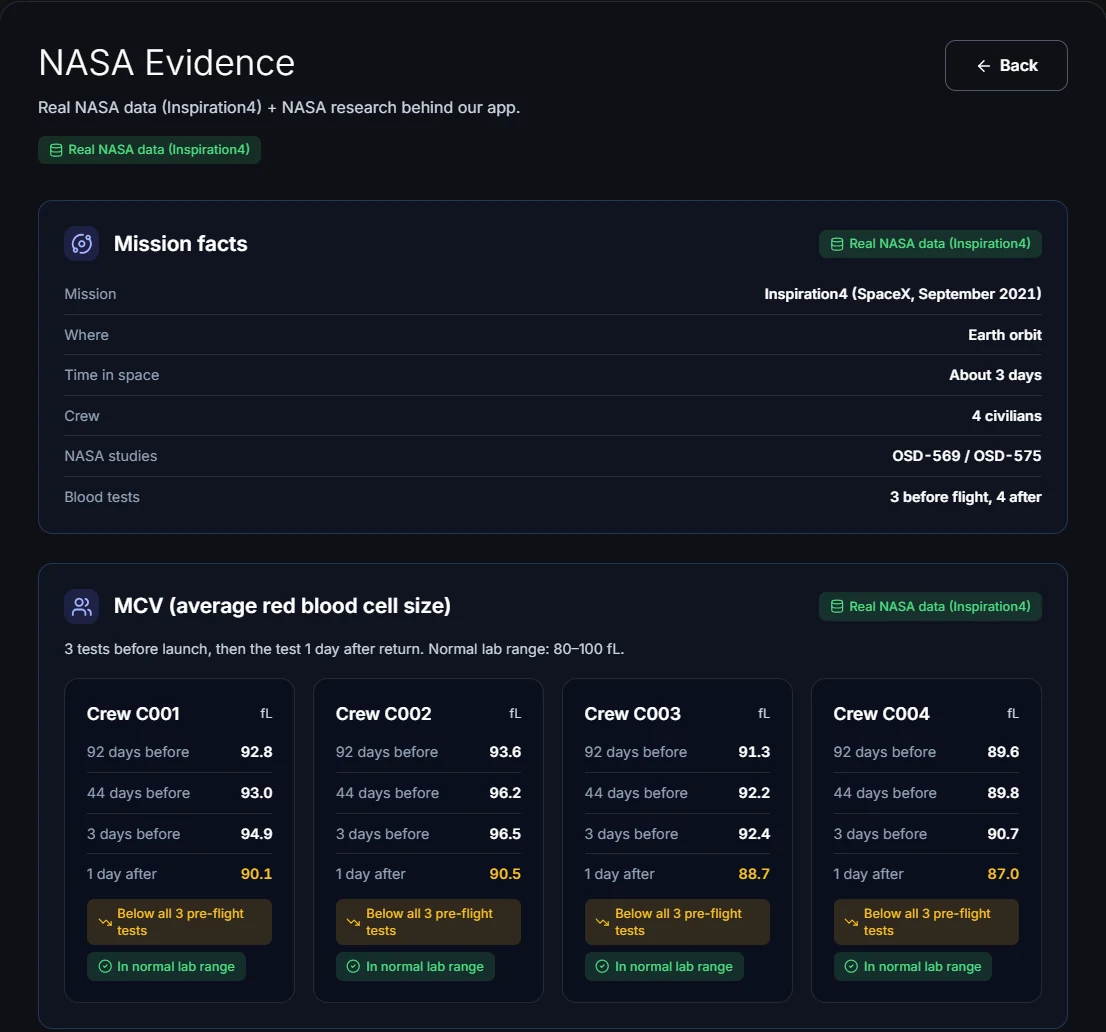 NASA Evidence
← Back
Real NASA data (Inspiration4) + NASA research behind our app.
Real NASA data (Inspiration4)
Mission facts
Real NASA data (Inspiration4)
Mission Inspiration4 (SpaceX, September 2021)
Where Earth orbit
Time in space About 3 days
Crew 4 civilians
NASA studies OSD-569 / OSD-575
Blood tests 3 before flight, 4 after
MCV (average red blood cell size)
Real NASA data (Inspiration4)
3 tests before launch, then the test 1 day after return. Normal lab range: 80–100 fL.
Crew C001 fL
92 days before 92.8
44 days before 93.0
3 days before 94.9
1 day after 90.1
Below all 3 pre-flight
tests
In normal lab range
Crew C002 fL
92 days before 93.6
44 days before 96.2
3 days before 96.5
1 day after 90.5
Below all 3 pre-flight
tests
In normal lab range
Crew C003 fL
92 days before 91.3
44 days before 92.2
3 days before 92.4
1 day after 88.7
Below all 3 pre-flight
tests
In normal lab range
Crew C004 fL
92 days before 89.6
44 days before 89.8
3 days before 90.7
1 day after 87.0
Below all 3 pre-flight
tests
In normal lab range